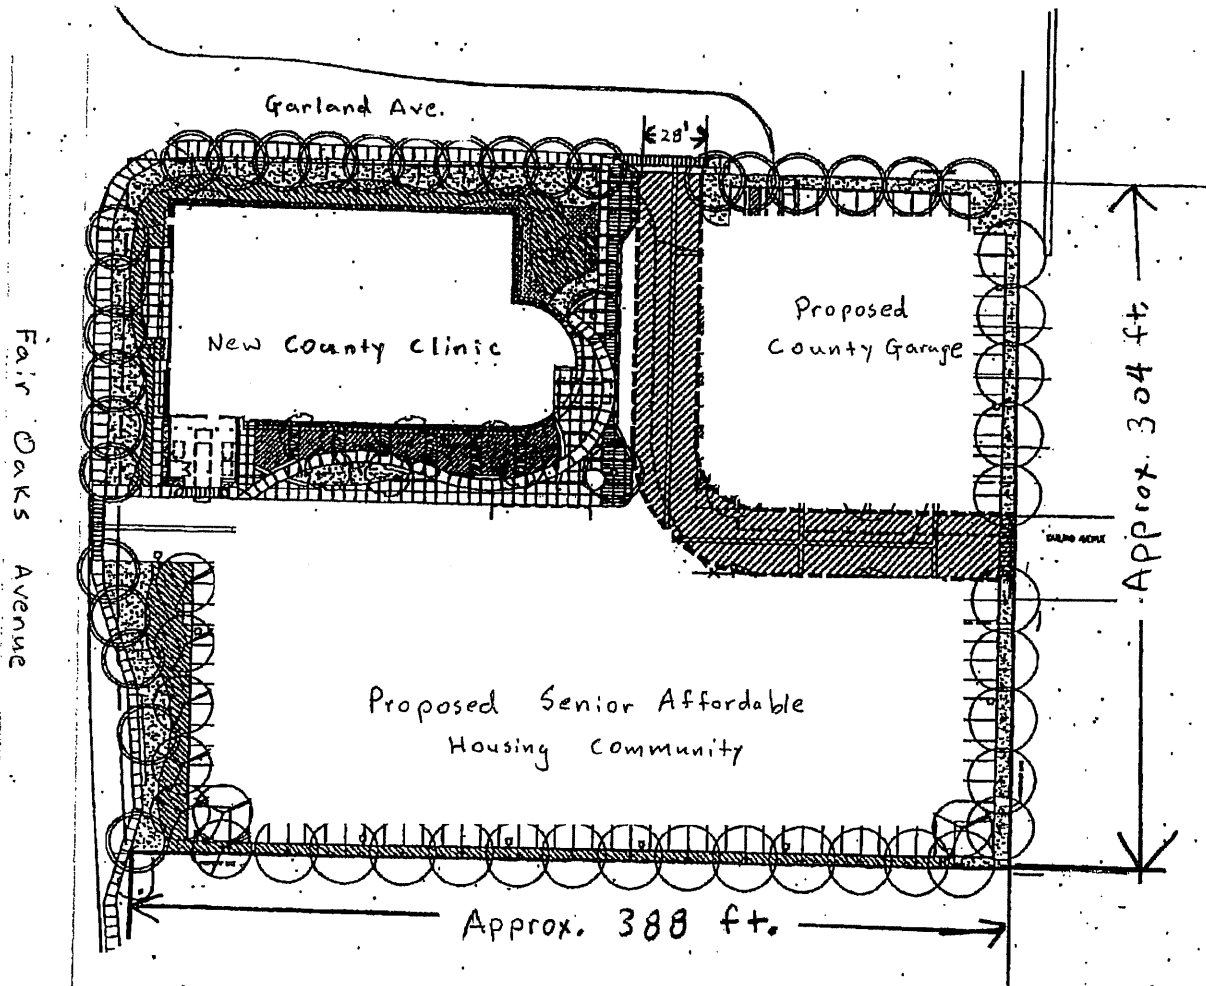 Garland Ave.
28'
New County Clinic
Proposed
County Garage
Approx. 304 ft.
Fair Oaks Avenue
Proposed Senior Affordable
Housing Community
Approx. 388 ft.